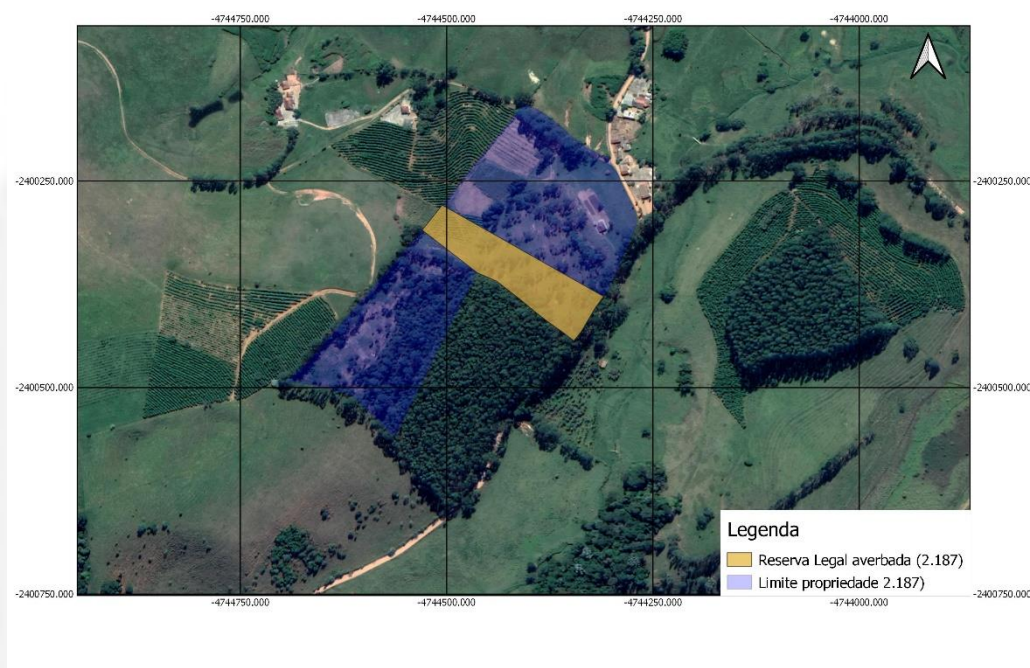 -4744750.000 -4744500.000 -4744250.000 -4744000.000
-2400250.000 -2400250.000
-2400500.000 -2400500.000
Legenda
Reserva Legal averbada (2.187)
Limite propriedade 2.187)
-2400750.000 -2400750.000
-4744750.000 -4744500.000 -4744250.000 -4744000.000